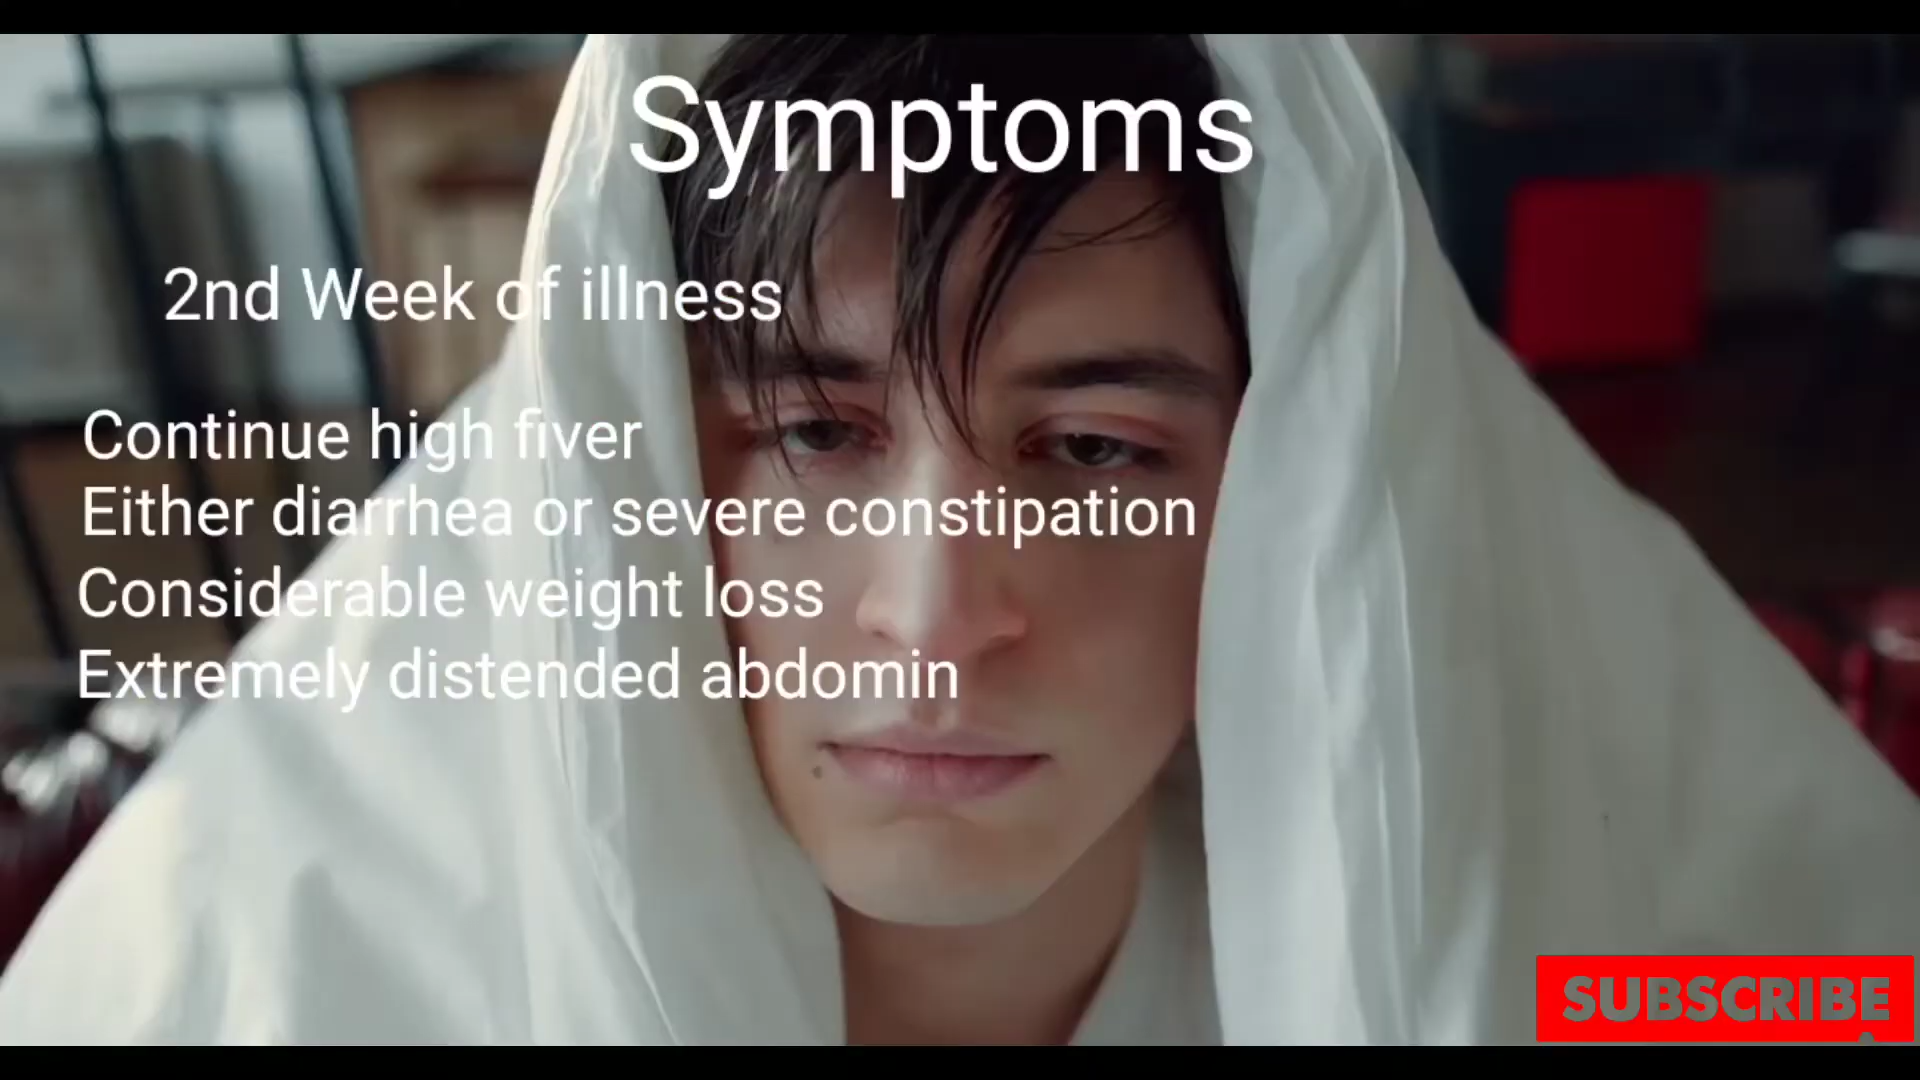 Symptoms
2nd Week of illness
Continue high fiver
Either diarrhea or severe constipation
Considerable weight loss
Extremely distended abdomin
SUBSCRIBE